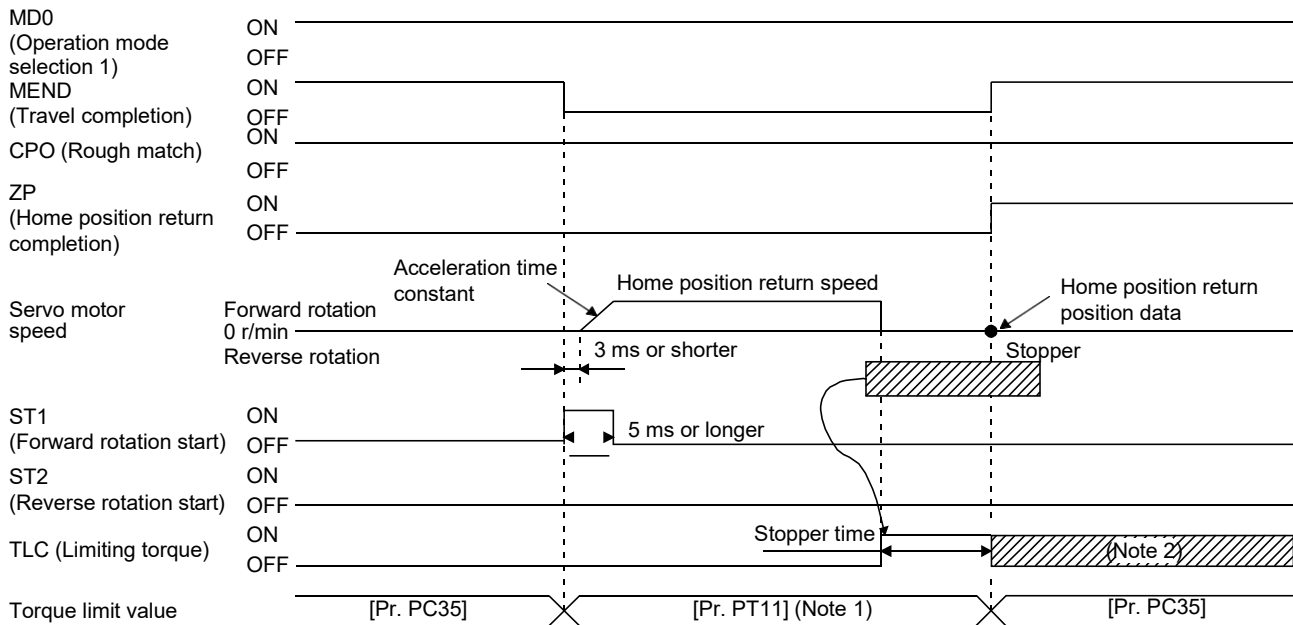 MD0
(Operation mode
selection 1)
ON
OFF
MEND
(Travel completion)
ON
OFF
CPO (Rough match)
ON
OFF
ZP
(Home position return
completion)
ON
OFF
Acceleration time
constant
Home position return speed
Home position return
position data
Servo motor
speed
Forward rotation
0 r/min
Reverse rotation
3 ms or shorter
Stopper
ST1
(Forward rotation start)
ON
OFF
5 ms or longer
ST2
(Reverse rotation start)
ON
OFF
TLC (Limiting torque)
ON
OFF
Stopper time
(Note 2)
Torque limit value
[Pr. PC35]
[Pr. PT11] (Note 1)
[Pr. PC35]